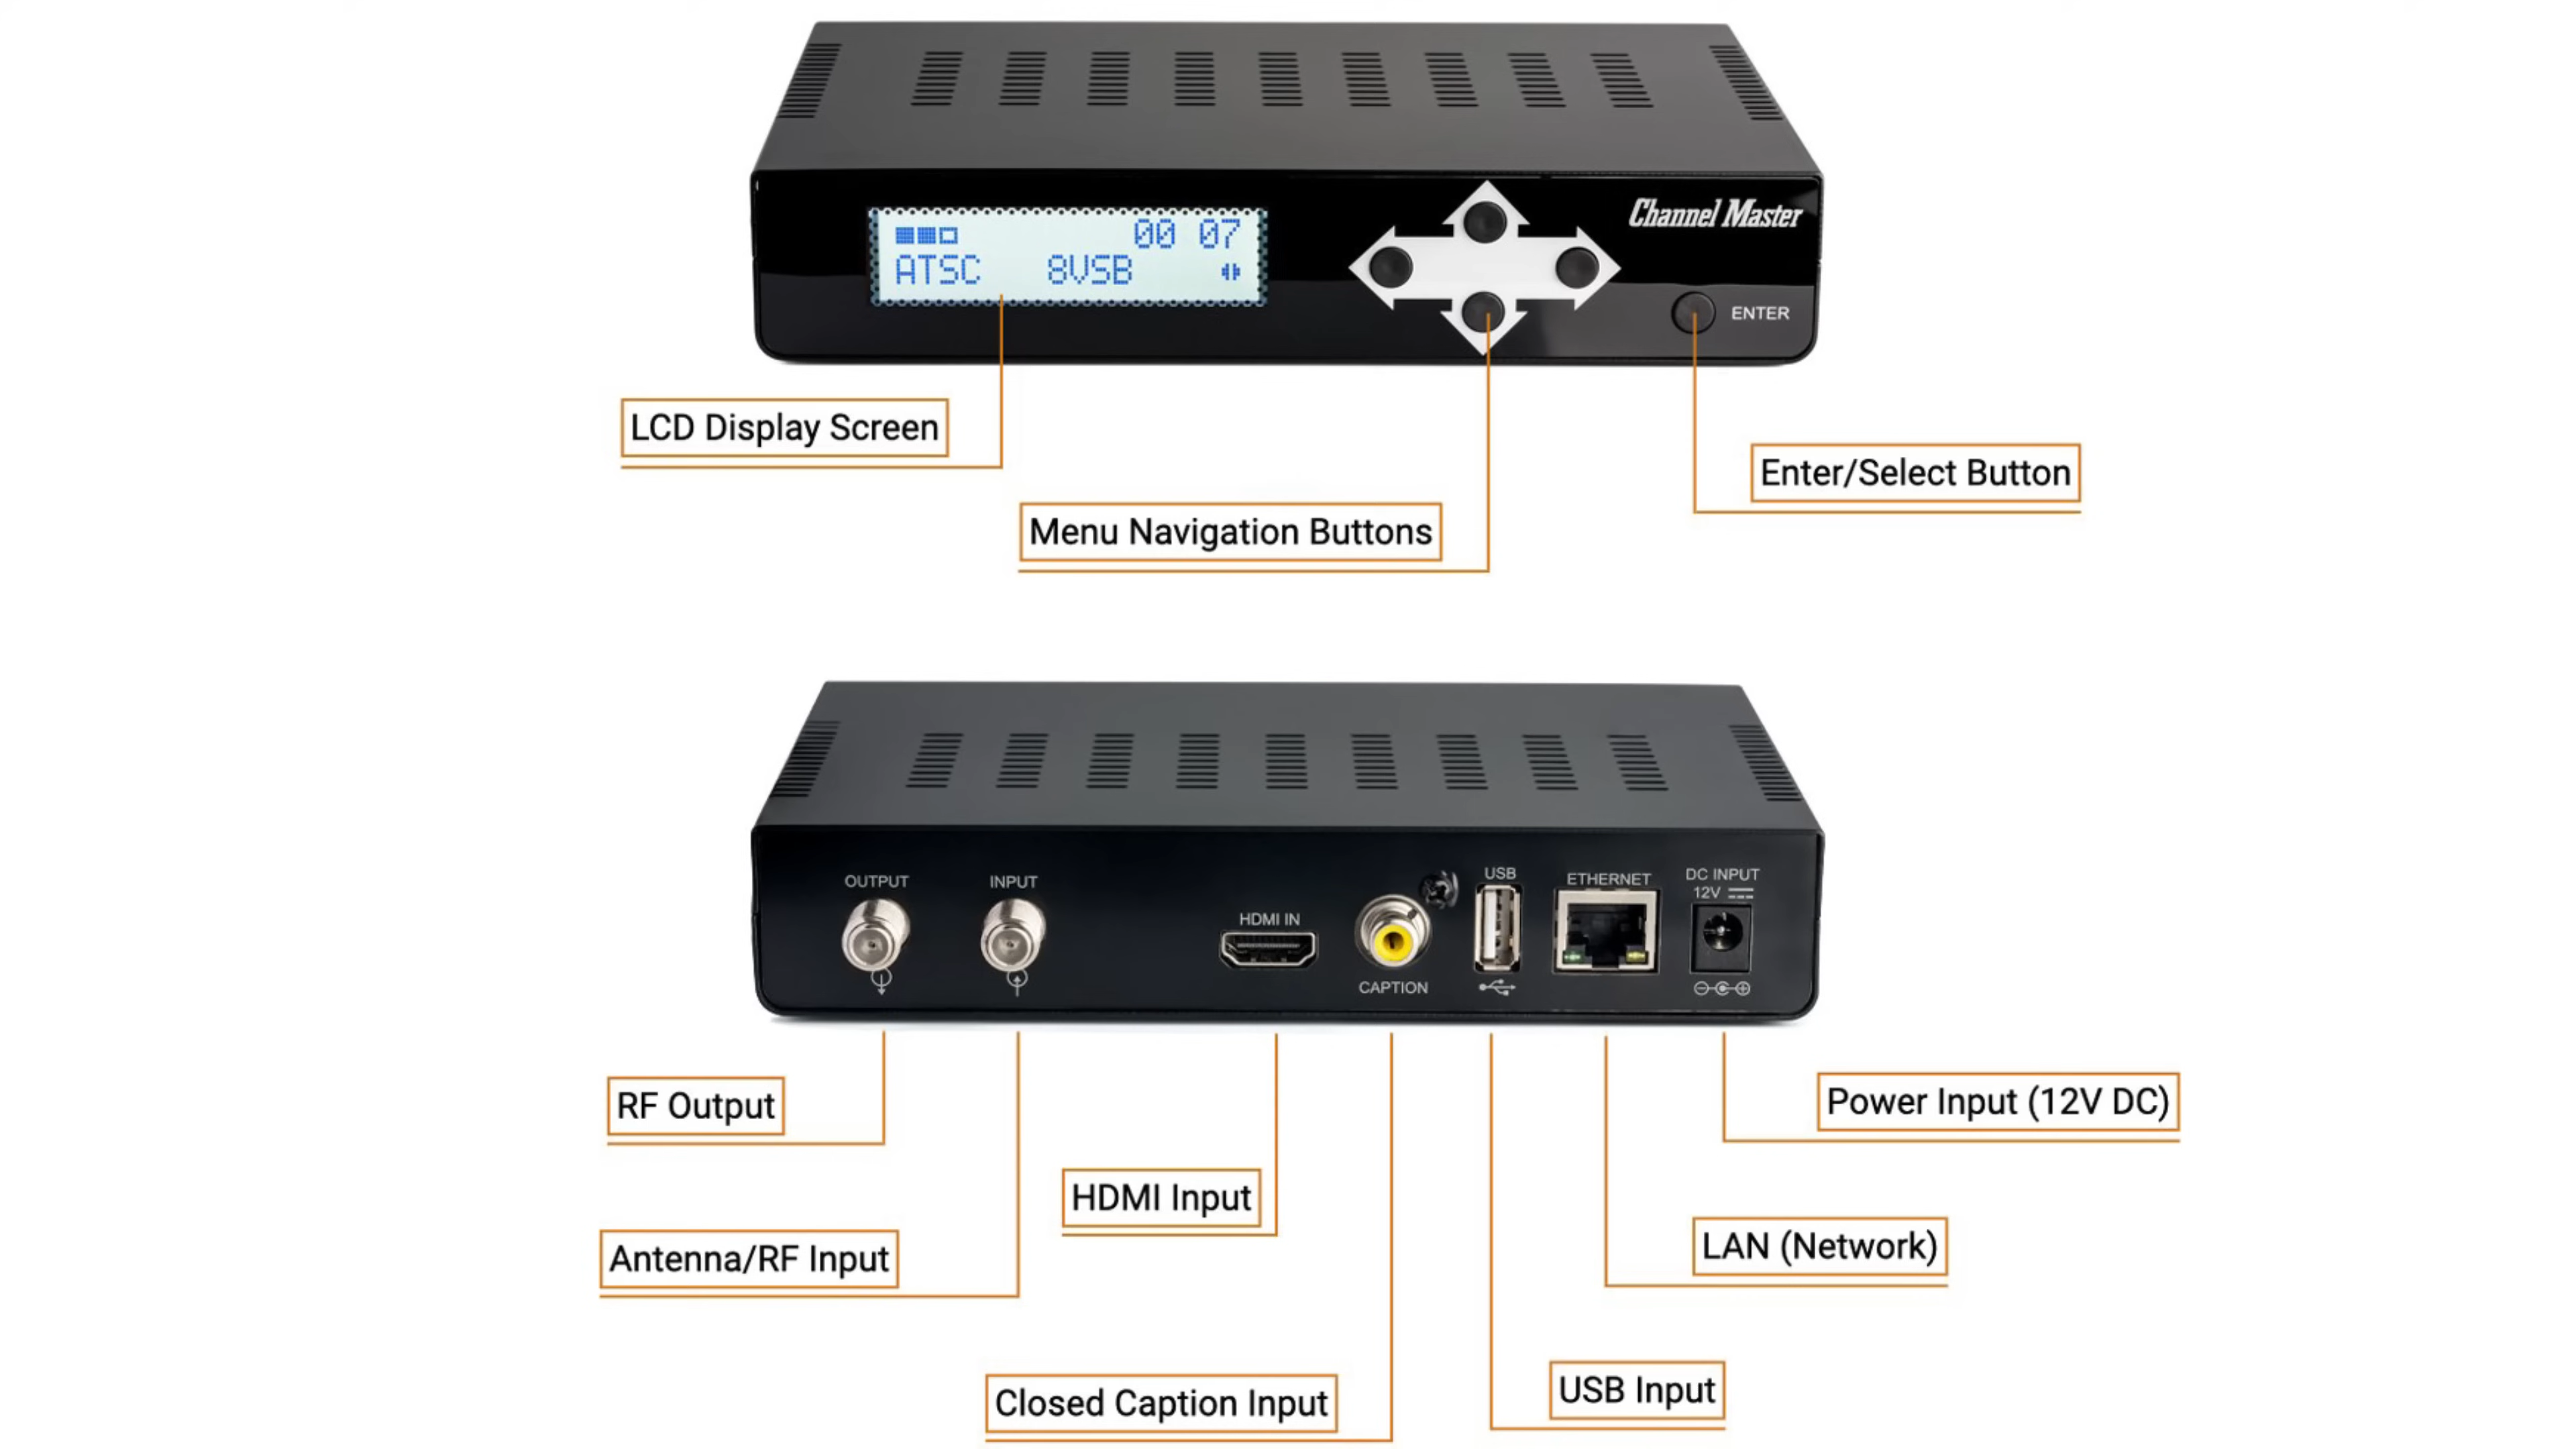 00 07
ATSC 8VSB
Channel Master
ENTER
LCD Display Screen
Enter/Select Button
Menu Navigation Buttons
OUTPUT
INPUT
HDMI IN
CAPTION
USB
ETHERNET
DC INPUT
12V
RF Output
Power Input (12V DC)
HDMI Input
Antenna/RF Input
LAN (Network)
Closed Caption Input
USB Input